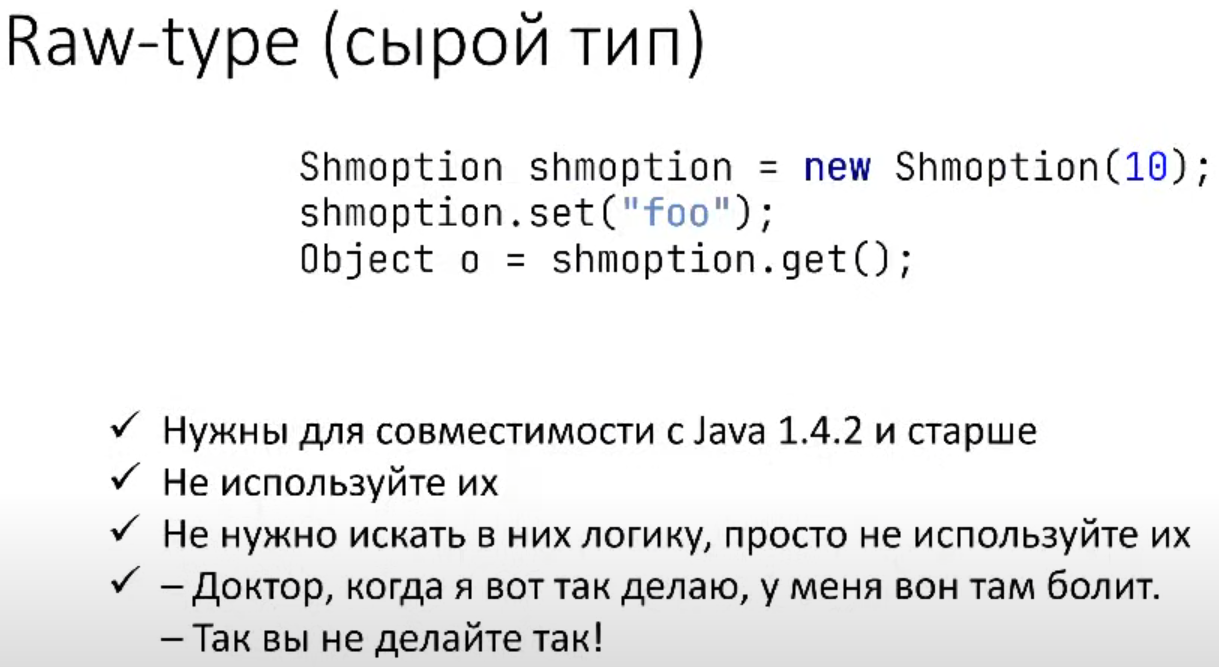 Raw-type (сырой тип)
Shmoption shmoption = new Shmoption(10);
shmoption.set("foo");
Object o = shmoption.get();
✓ Нужны для совместимости с Java 1.4.2 и старше
✓ Не используйте их
✓ Не нужно искать в них логику, просто не используйте их
✓ – Доктор, когда я вот так делаю, у меня вон там болит.
– Так вы не делайте так!